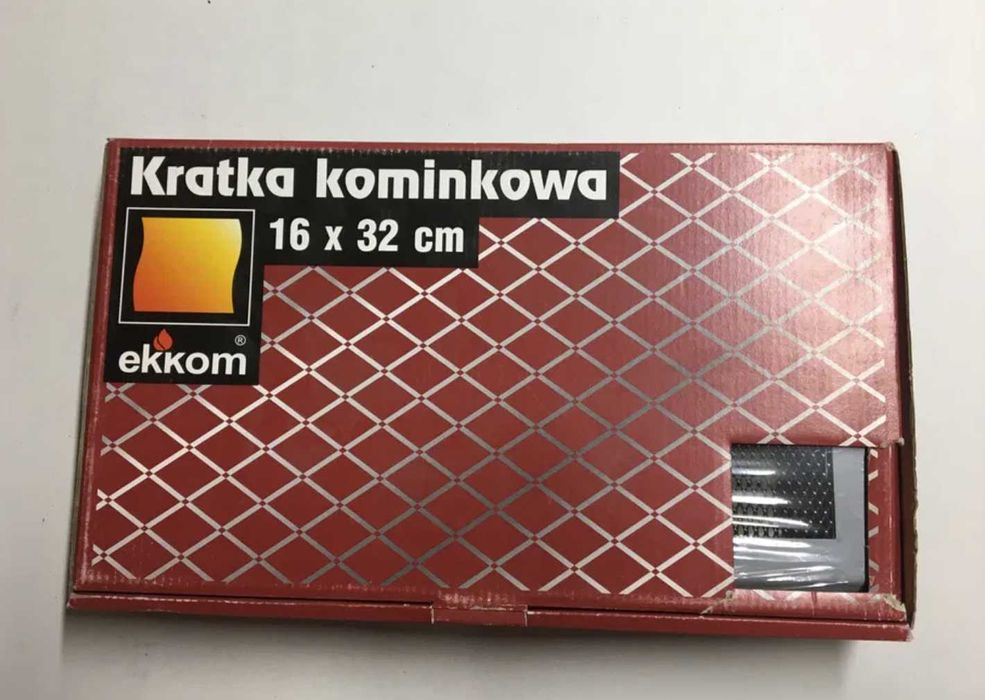 Kratka kominkowa
16 x 32 cm
ekkom®